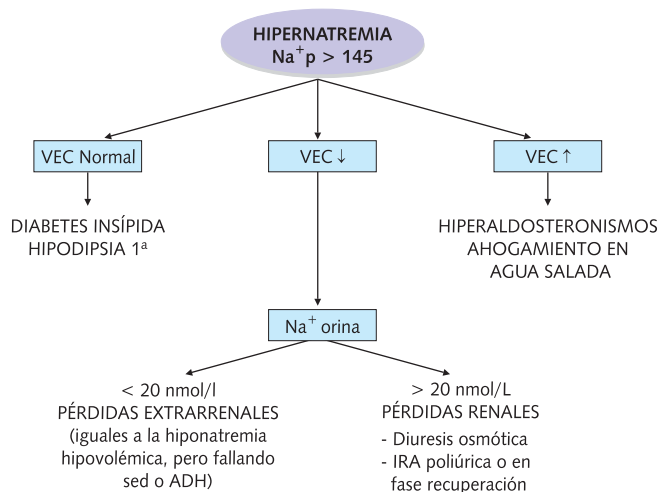 HIPERNATREMIA
Na⁺p > 145
VEC Normal
VEC ↓
VEC ↑
DIABETES INSÍPIDA
HIPODIPSIA 1ª
HIPERALDOSTERONISMOS
AHOGAMIENTO EN
AGUA SALADA
Na⁺ orina
< 20 nmol/l
PÉRDIDAS EXTRARRENALES
(iguales a la hiponatremia
hipovolémica, pero fallando
sed o ADH)
> 20 nmol/L
PÉRDIDAS RENALES
- Diuresis osmótica
- IRA poliúrica o en
fase recuperación